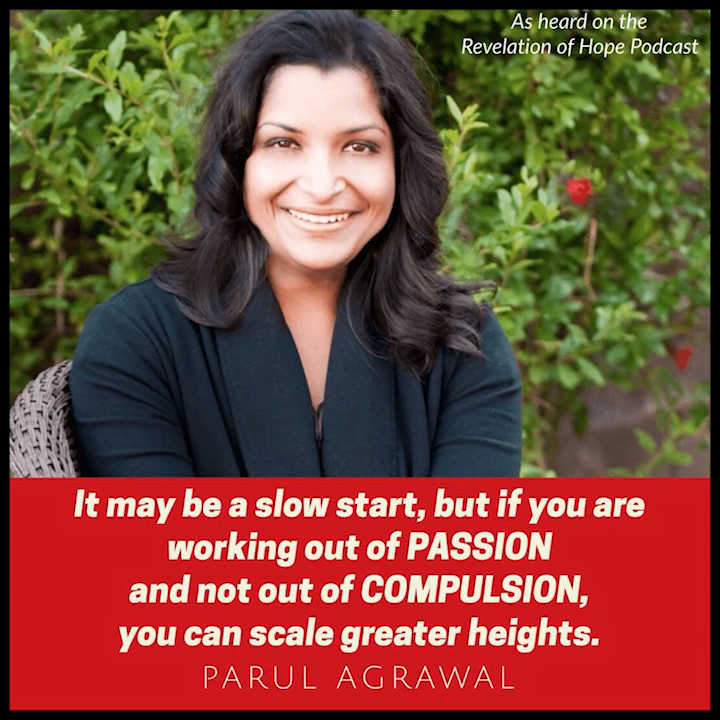 As heard on the
Revelation of Hope Podcast
It may be a slow start, but if you are
working out of PASSION
and not out of COMPULSION,
you can scale greater heights.
PARUL AGRAWAL